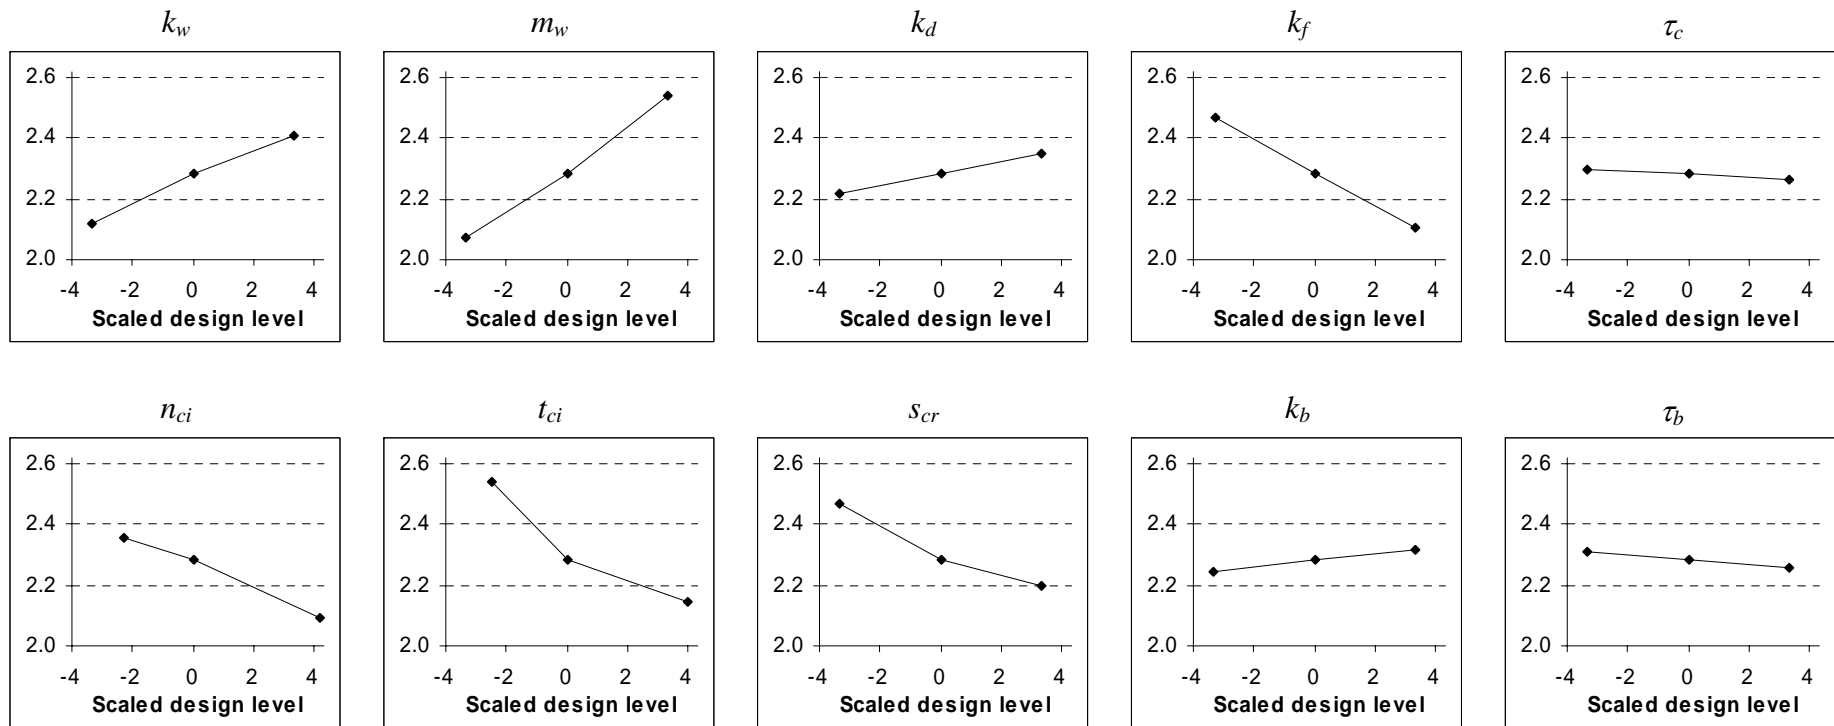 k_w m_w k_d k_f τ_c
2.6 2.6 2.6 2.6 2.6
2.4 2.4 2.4 2.4 2.4
2.2 2.2 2.2 2.2 2.2
2.0 2.0 2.0 2.0 2.0
-4 -2 0 2 4 -4 -2 0 2 4 -4 -2 0 2 4 -4 -2 0 2 4 -4 -2 0 2 4
Scaled design level Scaled design level Scaled design level Scaled design level Scaled design level
n_ci t_ci s_cr k_b τ_b
2.6 2.6 2.6 2.6 2.6
2.4 2.4 2.4 2.4 2.4
2.2 2.2 2.2 2.2 2.2
2.0 2.0 2.0 2.0 2.0
-4 -2 0 2 4 -4 -2 0 2 4 -4 -2 0 2 4 -4 -2 0 2 4 -4 -2 0 2 4
Scaled design level Scaled design level Scaled design level Scaled design level Scaled design level